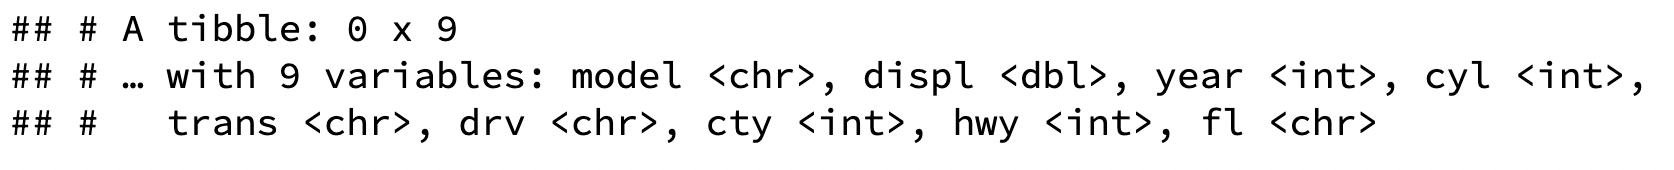 ## # A tibble: 0 x 9
## # … with 9 variables: model <chr>, displ <dbl>, year <int>, cyl <int>,
## #   trans <chr>, drv <chr>, cty <int>, hwy <int>, fl <chr>